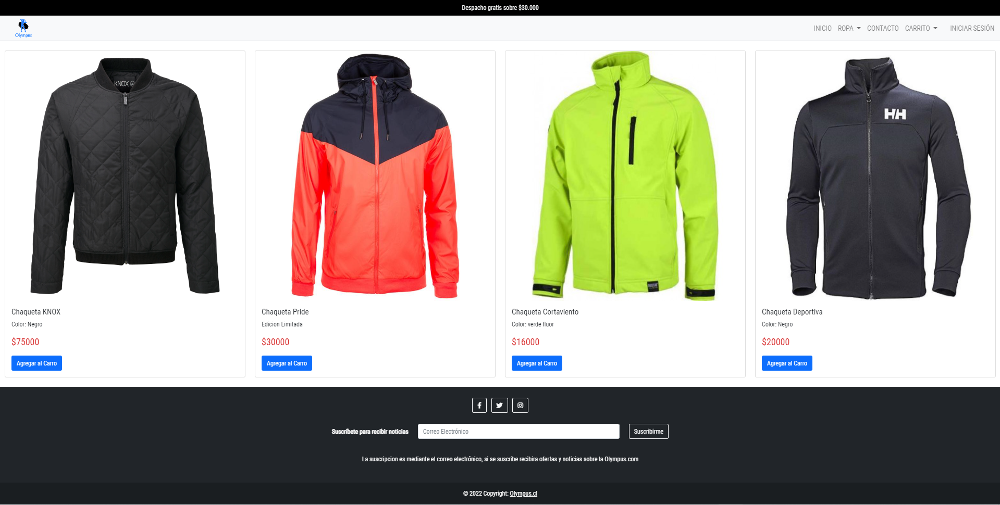 Despacho gratis sobre $30.000
Olympus
INICIO
ROPA
CONTACTO
CARRITO
INICIAR SESIÓN
KNOX
HH
Chaqueta KNOX
Color: Negro
$75000
Agregar al Carro
Chaqueta Pride
Edicion Limitada
$30000
Agregar al Carro
Chaqueta Cortaviento
Color: verde fluor
$16000
Agregar al Carro
Chaqueta Deportiva
Color: Negro
$20000
Agregar al Carro
Suscríbete para recibir noticias
Correo Electrónico
Suscribirme
La suscripcion es mediante el correo electrónico, si se suscribe recibira ofertas y noticias sobre la Olympus.com
© 2022 Copyright: Olympus.cl